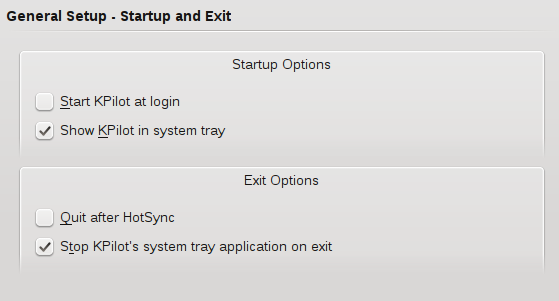 General Setup - Startup and Exit
Startup Options
Start KPilot at login
Show KPilot in system tray
Exit Options
Quit after HotSync
Stop KPilot's system tray application on exit